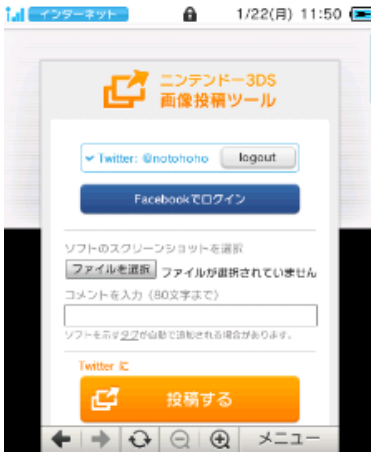 インターネット 1/22(月) 11:50
ニンテンドー3DS
画像投稿ツール
Twitter: @notohoho logout
Facebookでログイン
ソフトのスクリーンショットを選択
ファイルを選択 ファイルが選択されていません
コメントを入力（80文字まで）
ソフトを示すタグが自動で追加される場合があります。
Twitter に
投稿する
メニュー